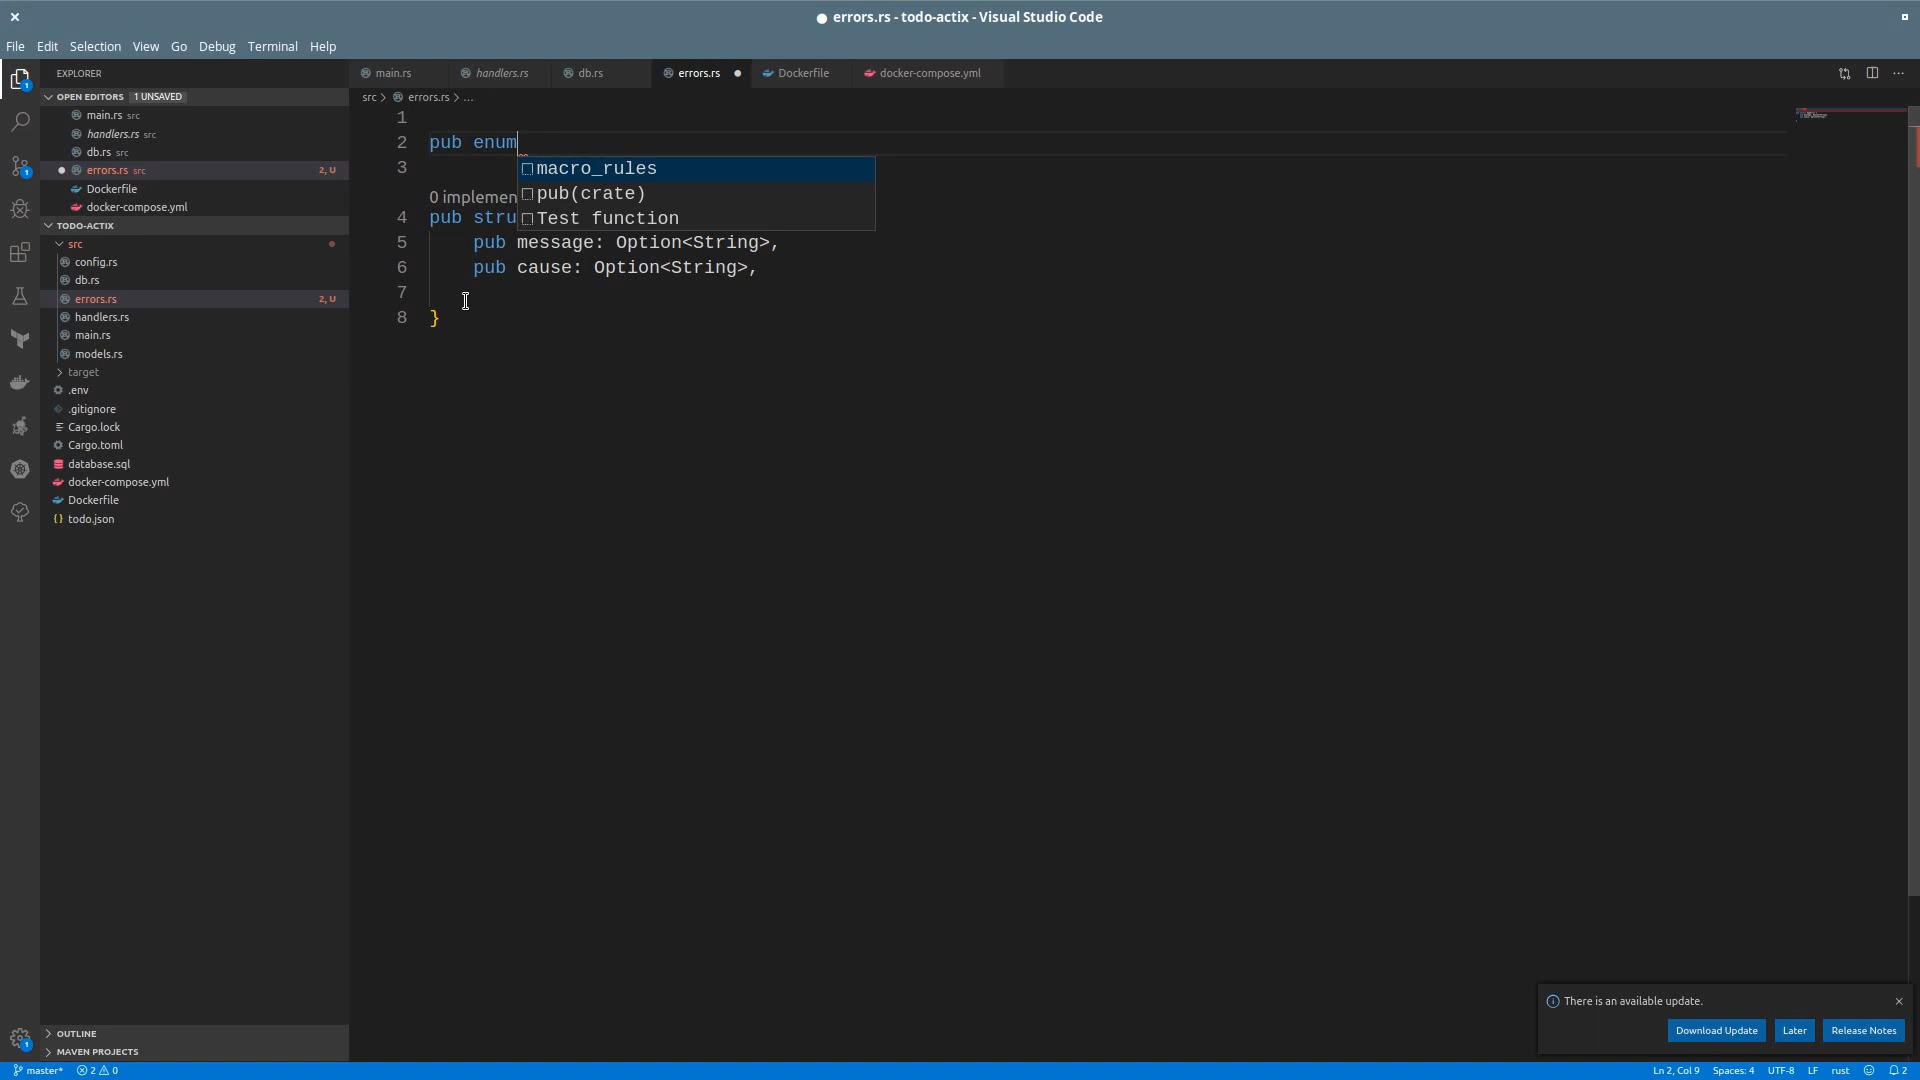 errors.rs - todo-actix - Visual Studio Code
File Edit Selection View Go Debug Terminal Help
EXPLORER
OPEN EDITORS 1 UNSAVED
main.rs src
handlers.rs src
db.rs src
errors.rs src 2, U
Dockerfile
docker-compose.yml
TODO-ACTIX
src
config.rs
db.rs
errors.rs 2, U
handlers.rs
main.rs
models.rs
target
.env
.gitignore
Cargo.lock
Cargo.toml
database.sql
docker-compose.yml
Dockerfile
todo.json
OUTLINE
MAVEN PROJECTS
main.rs handlers.rs db.rs errors.rs Dockerfile docker-compose.yml
src > errors.rs > ...
1
2 pub enum
3
macro_rules
pub(crate)
Test function
0 implemen
4 pub stru
5 pub message: Option<String>,
6 pub cause: Option<String>,
7
8 }
There is an available update.
Download Update Later Release Notes
master* 2 0 Ln 2, Col 9 Spaces: 4 UTF-8 LF rust 2